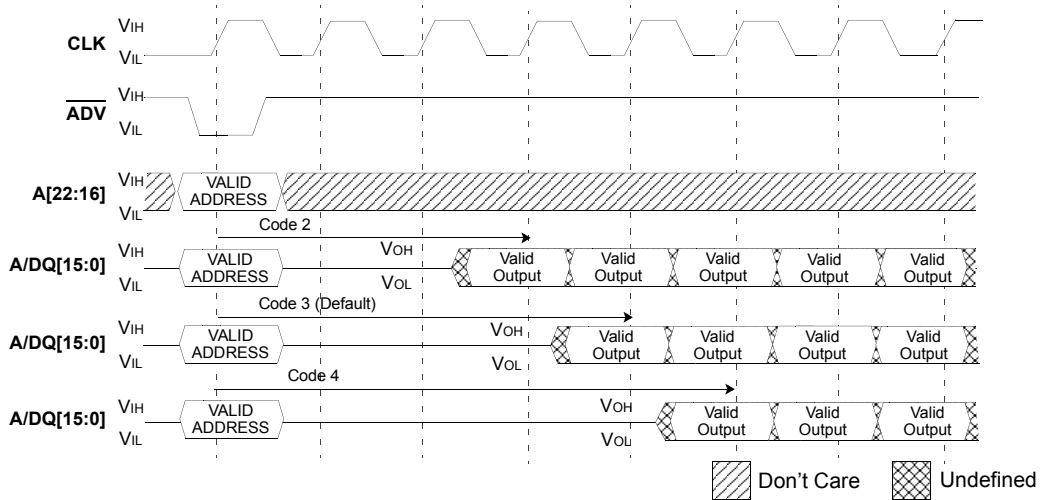 VIH
CLK
VIL
VIH
ADV
VIL
VIH
A[22:16]
VIL
VALID
ADDRESS
Code 2
VIH
A/DQ[15:0]
VIL
VALID
ADDRESS
VOH
VOL
Valid
Output
Valid
Output
Valid
Output
Valid
Output
Valid
Output
Code 3 (Default)
VIH
A/DQ[15:0]
VIL
VALID
ADDRESS
VOH
VOL
Valid
Output
Valid
Output
Valid
Output
Valid
Output
Code 4
VIH
A/DQ[15:0]
VIL
VALID
ADDRESS
VOH
VOL
Valid
Output
Valid
Output
Valid
Output
Don't Care
Undefined